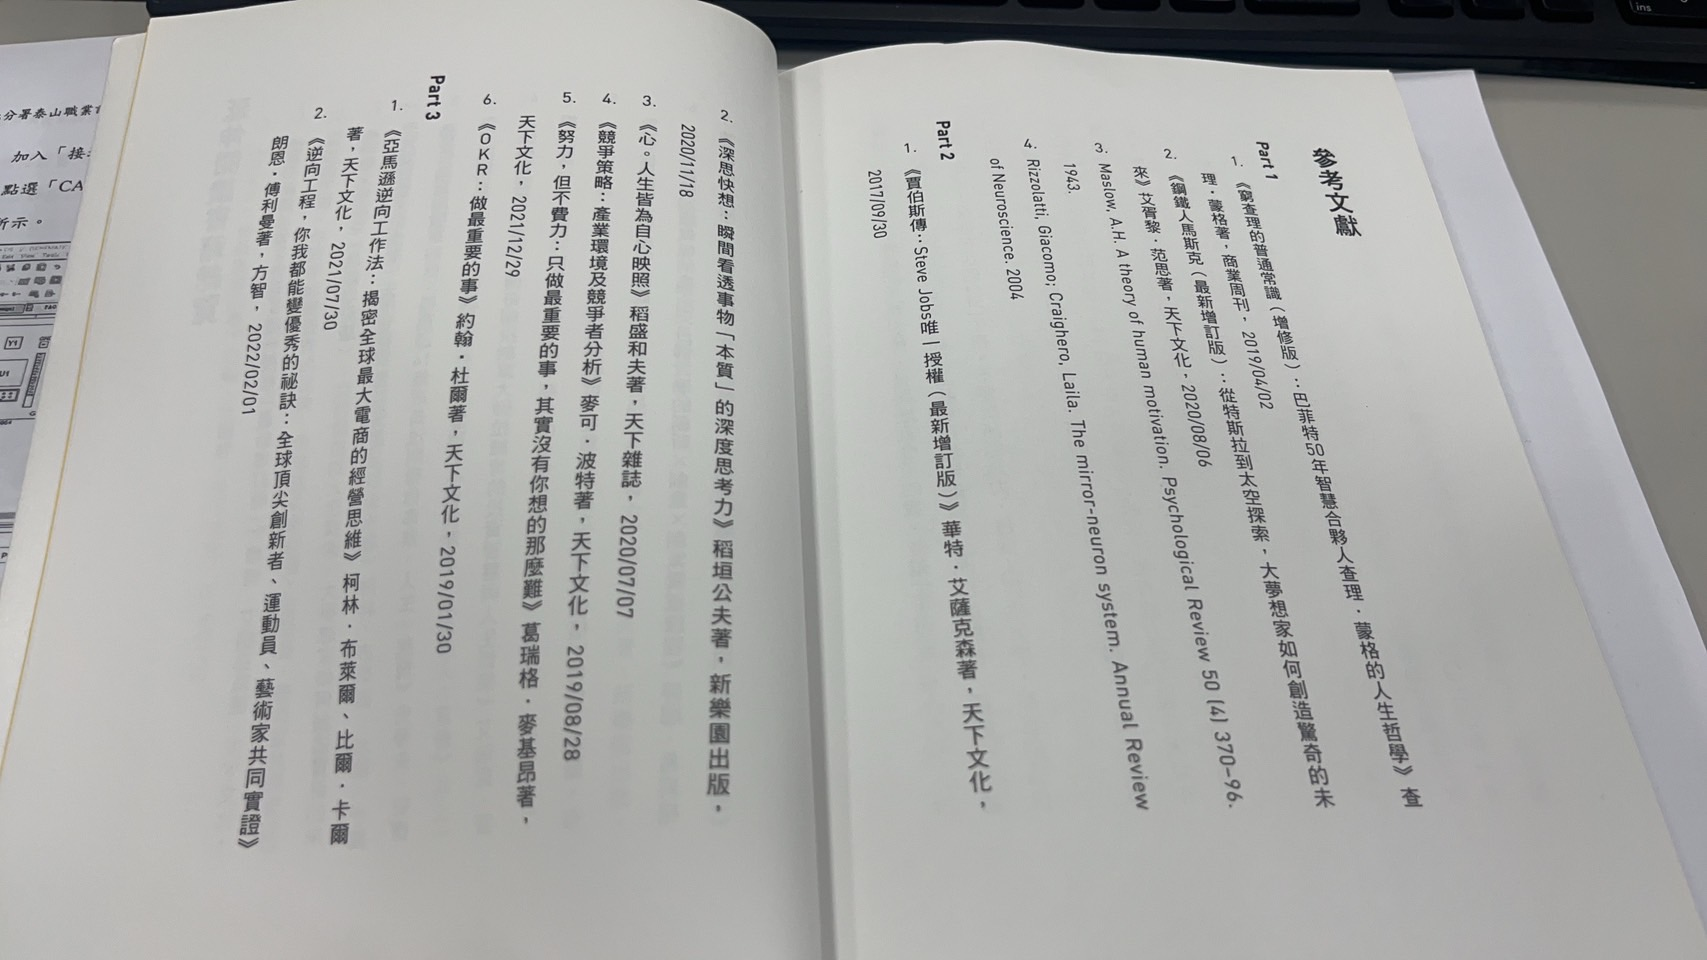 參考文獻
Part 1
1. 《窮查理的普通常識（增修版）：巴菲特50年智慧合夥人查理．蒙格的人生哲學》查
理．蒙格著，商業周刊，2019/04/02
2. 《鋼鐵人馬斯克（最新增訂版）：從特斯拉到太空探索，大夢想家如何創造驚奇的未
來》艾胥黎．范思著，天下文化，2020/08/06
3. Maslow, A.H. A theory of human motivation. Psychological Review 50 (4) 370-96.
1943.
4. Rizzolatti, Giacomo; Craighero, Laila. The mirror-neuron system. Annual Review
of Neuroscience. 2004
Part 2
1. 《賈伯斯傳：Steve Jobs唯一授權（最新增訂版）》華特．艾薩克森著，天下文化，
2017/09/30
2. 《深思快想：瞬間看透事物「本質」的深度思考力》稻垣公夫著，新樂園出版，
2020/11/18
3. 《心。人生皆為自心映照》稻盛和夫著，天下雜誌，2020/07/07
4. 《競爭策略：產業環境及競爭者分析》麥可．波特著，天下文化，2019/08/28
5. 《努力，但不費力：只做最重要的事，其實沒有你想的那麼難》葛瑞格．麥基昂著，
天下文化，2021/12/29
6. 《OKR：做最重要的事》約翰．杜爾著，天下文化，2019/01/30
Part 3
1. 《亞馬遜逆向工作法：揭密全球最大電商的經營思維》柯林．布萊爾、比爾．卡爾
著，天下文化，2021/07/30
2. 《逆向工程，你我都能變優秀的祕訣：全球頂尖創新者、運動員、藝術家共同實證》
朗恩．傅利曼著，方智，2022/02/01
分署泰山職業
加入「接
點選「CA
所示。
ins